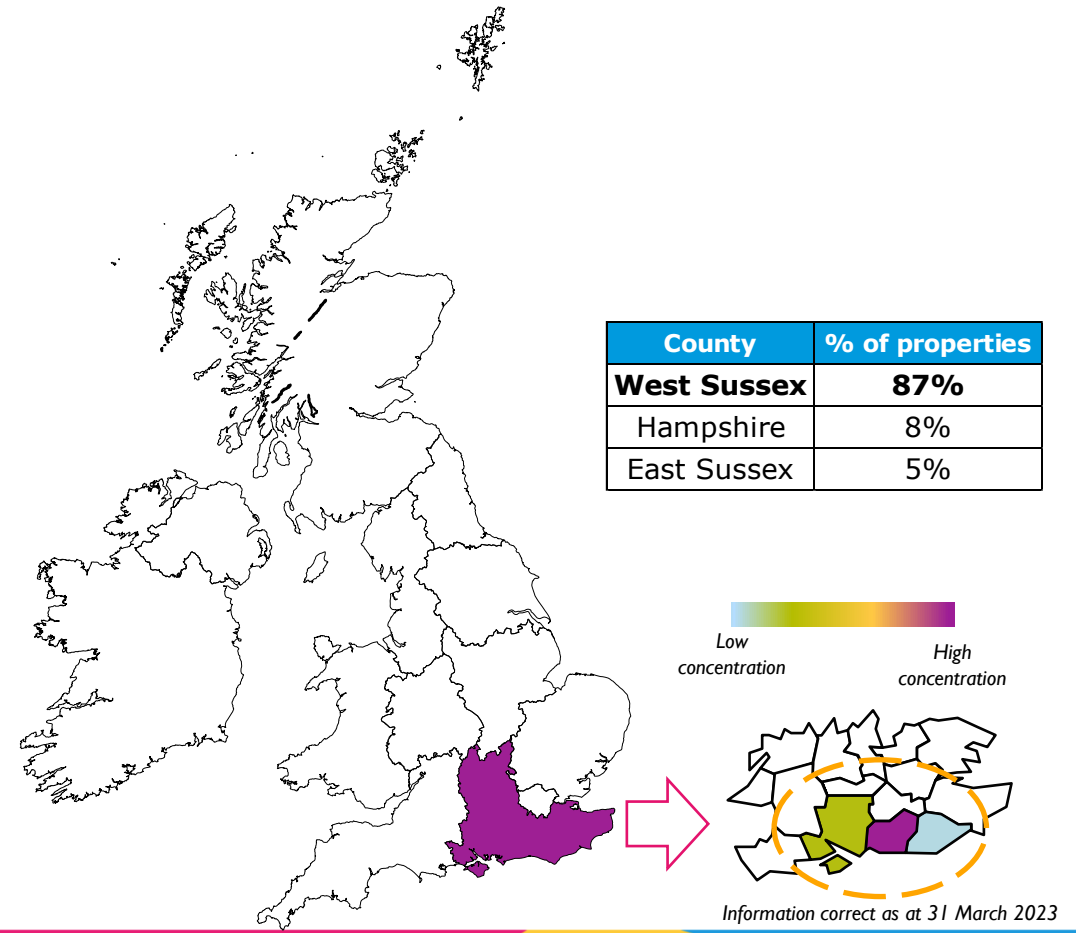 County % of properties
West Sussex 87%
Hampshire 8%
East Sussex 5%
Low
concentration
High
concentration
Information correct as at 31 March 2023